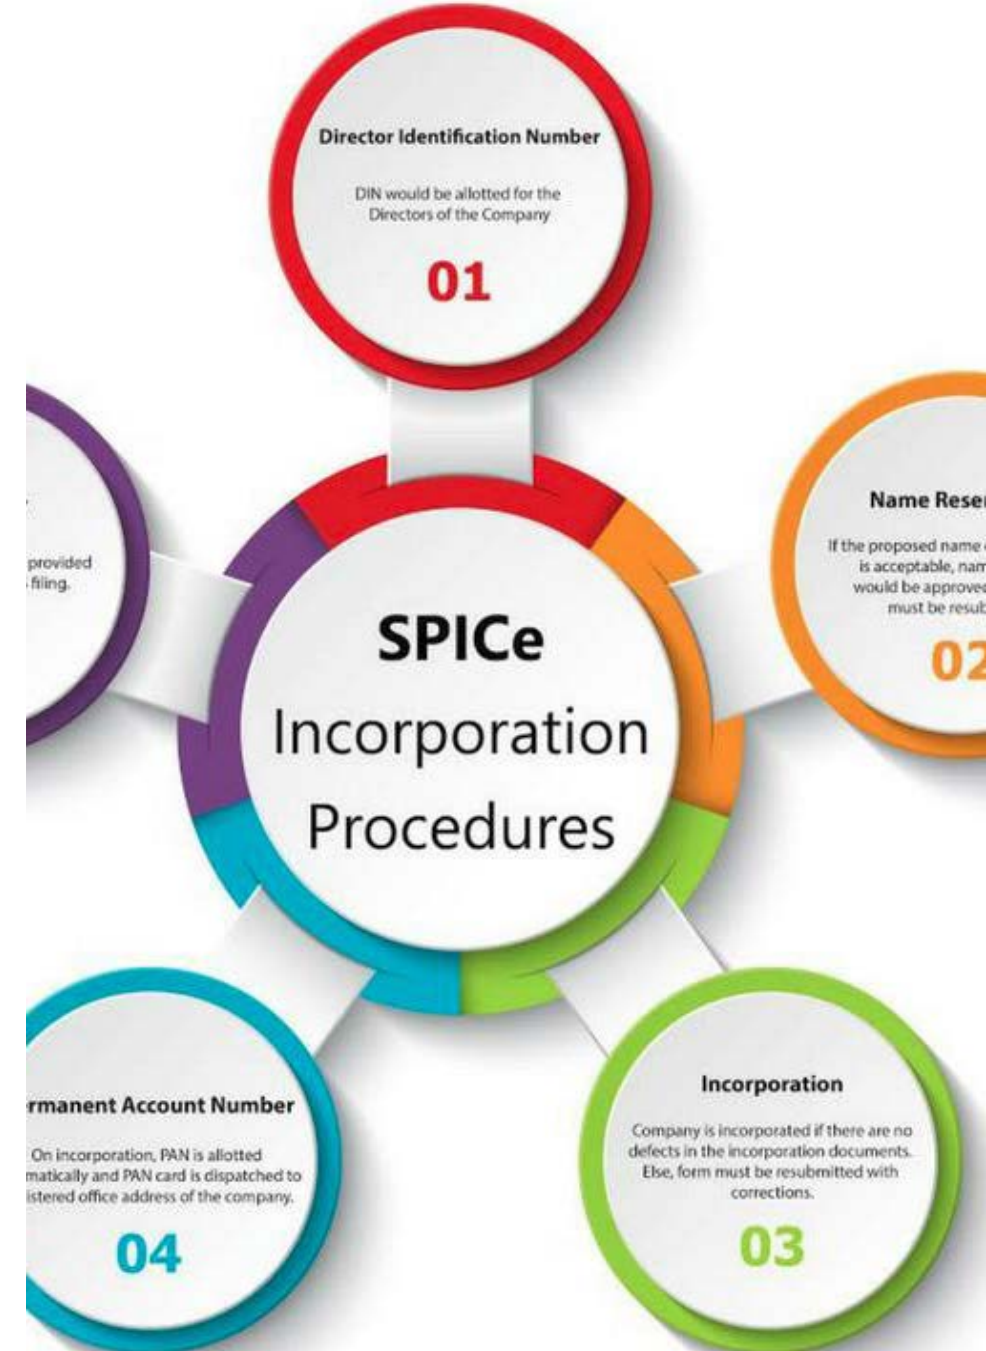 Director Identification Number
DIN would be allotted for the
Directors of the Company
01
Name Reser
If the proposed name
is acceptable, nam
would be approved
must be resub
02
SPICe
Incorporation
Procedures
provided
filing.
rmanent Account Number
On incorporation, PAN is allotted
matically and PAN card is dispatched to
istered office address of the company.
04
Incorporation
Company is incorporated if there are no
defects in the incorporation documents.
Else, form must be resubmitted with
corrections.
03